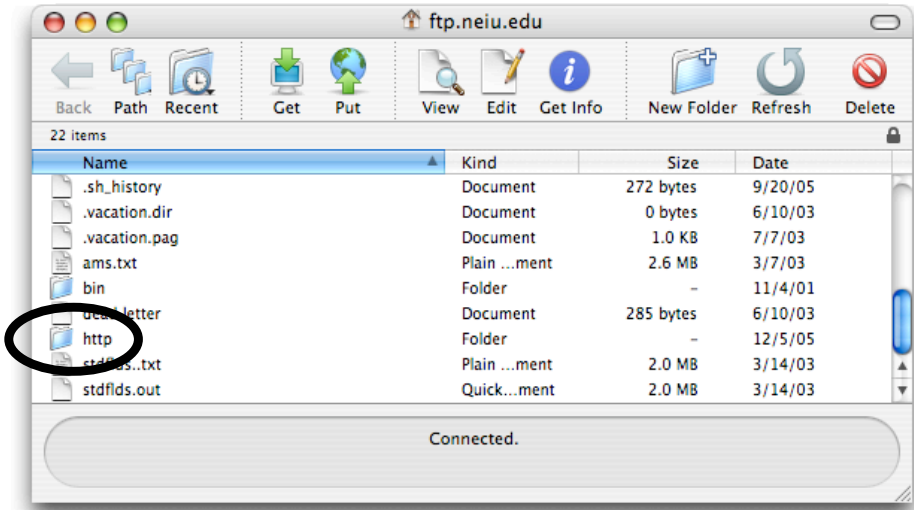 ftp.neiu.edu
Back Path Recent Get Put View Edit Get Info New Folder Refresh Delete
22 items
Name Kind Size Date
.sh_history Document 272 bytes 9/20/05
.vacation.dir Document 0 bytes 6/10/03
.vacation.pag Document 1.0 KB 7/7/03
ams.txt Plain ...ment 2.6 MB 3/7/03
bin Folder – 11/4/01
dead.letter Document 285 bytes 6/10/03
http Folder – 12/5/05
stdflds..txt Plain ...ment 2.0 MB 3/14/03
stdflds.out Quick...ment 2.0 MB 3/14/03
Connected.